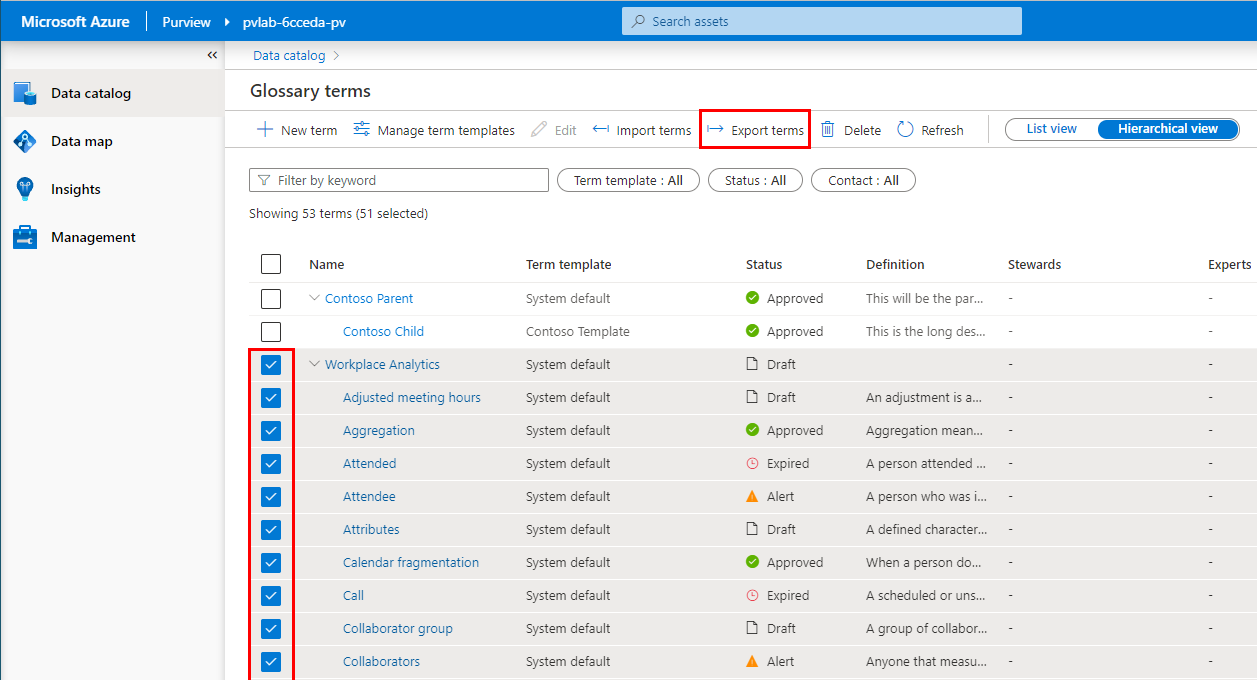 Microsoft Azure Purview pvlab-6cceda-pv Search assets
«
Data catalog >
Data catalog
Data map
Insights
Management
Glossary terms
New term Manage term templates Edit Import terms Export terms Delete Refresh List view Hierarchical view
Filter by keyword Term template : All Status : All Contact : All
Showing 53 terms (51 selected)
Name Term template Status Definition Stewards Experts
Contoso Parent System default Approved This will be the par... - -
Contoso Child Contoso Template Approved This is the long des... - -
Workplace Analytics System default Draft - -
Adjusted meeting hours System default Draft An adjustment is a... - -
Aggregation System default Approved Aggregation mean... - -
Attended System default Expired A person attended ... - -
Attendee System default Alert A person who was i... - -
Attributes System default Draft A defined character... - -
Calendar fragmentation System default Approved When a person do... - -
Call System default Expired A scheduled or uns... - -
Collaborator group System default Draft A group of collabor... - -
Collaborators System default Alert Anyone that measu... - -